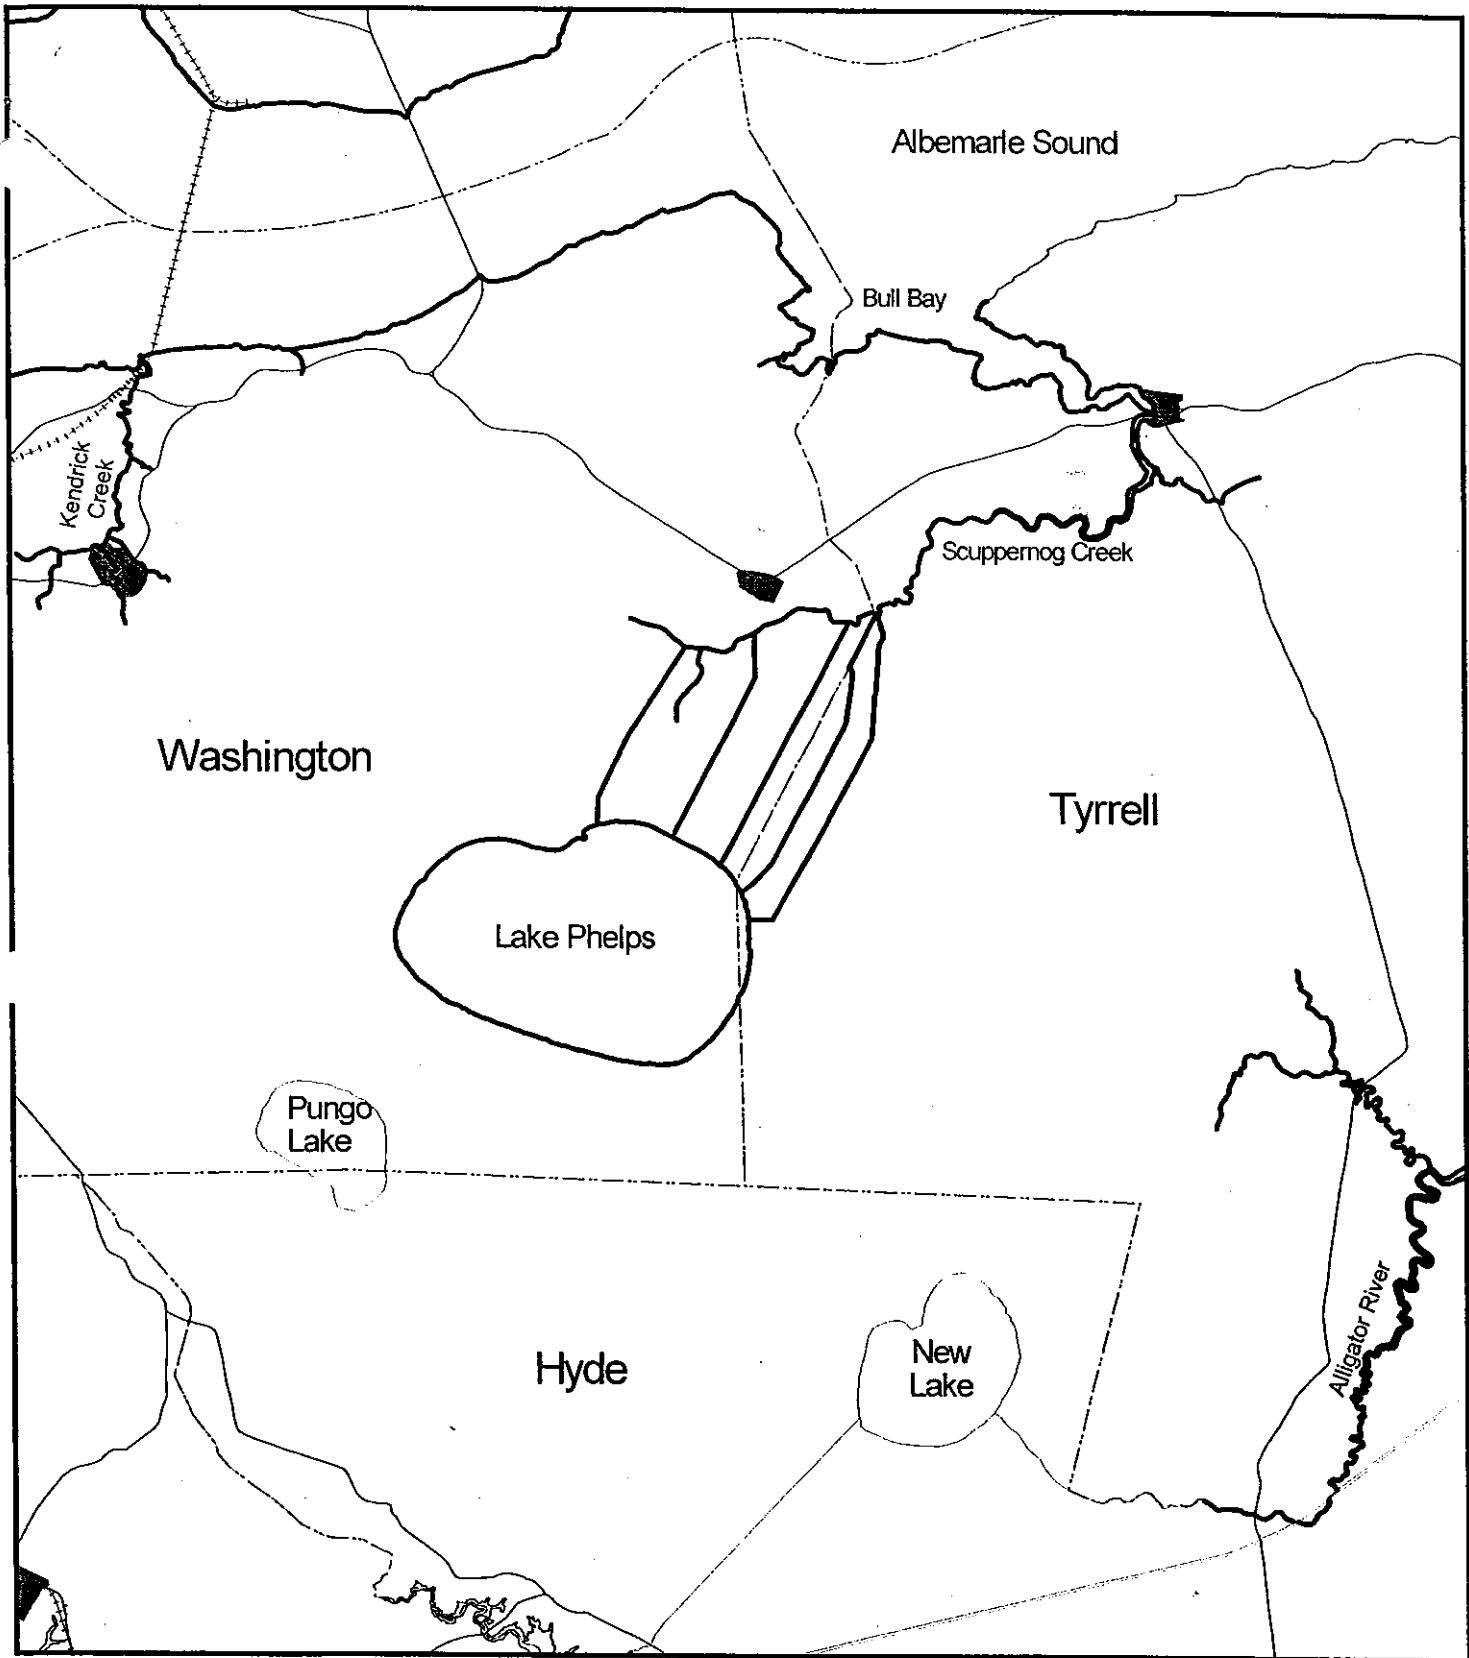 Albemarle Sound
Bull Bay
Kendrick
Creek
Scuppernog Creek
Washington
Tyrrell
Lake Phelps
Pungo
Lake
Hyde
New
Lake
Alligator River